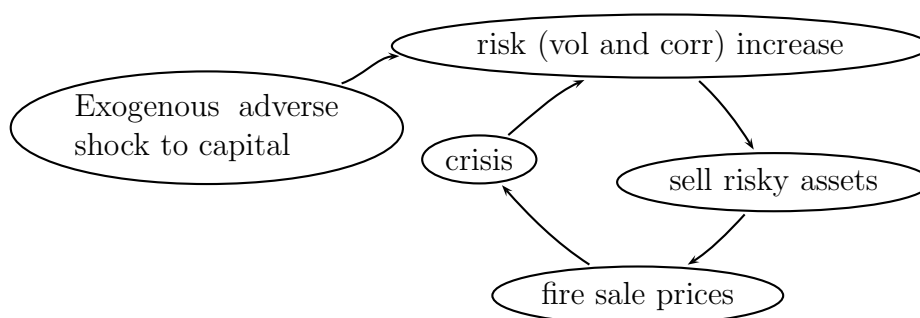 risk (vol and corr) increase
Exogenous adverse
shock to capital
crisis
sell risky assets
fire sale prices